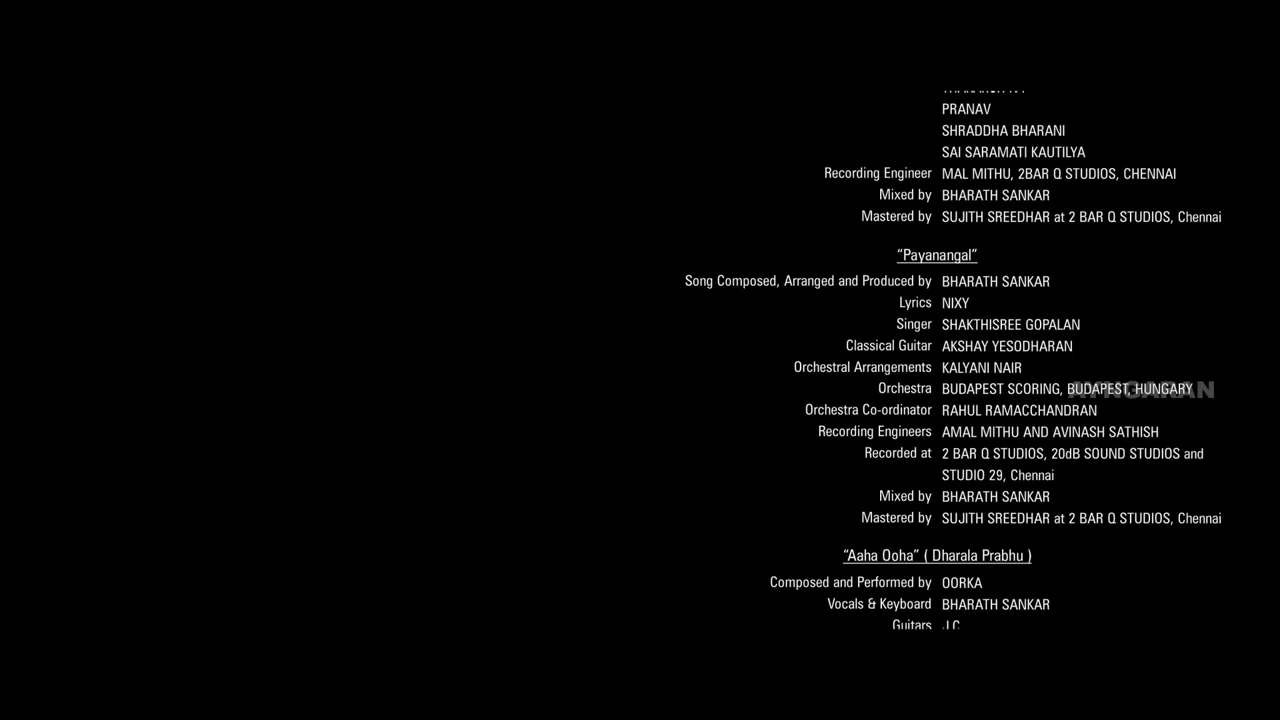 PRANAV
SHRADDHA BHARANI
SAI SARAMATI KAUTILYA
Recording Engineer MAL MITHU, 2BAR Q STUDIOS, CHENNAI
Mixed by BHARATH SANKAR
Mastered by SUJITH SREEDHAR at 2 BAR Q STUDIOS, Chennai
“Payanangal”
Song Composed, Arranged and Produced by BHARATH SANKAR
Lyrics NIXY
Singer SHAKTHISREE GOPALAN
Classical Guitar AKSHAY YESODHARAN
Orchestral Arrangements KALYANI NAIR
Orchestra BUDAPEST SCORING, BUDAPEST, HUNGARY
Orchestra Co-ordinator RAHUL RAMACCHANDRAN
Recording Engineers AMAL MITHU AND AVINASH SATHISH
Recorded at 2 BAR Q STUDIOS, 20dB SOUND STUDIOS and
STUDIO 29, Chennai
Mixed by BHARATH SANKAR
Mastered by SUJITH SREEDHAR at 2 BAR Q STUDIOS, Chennai
“Aaha Ooha” ( Dharala Prabhu )
Composed and Performed by OORKA
Vocals & Keyboard BHARATH SANKAR
Guitars